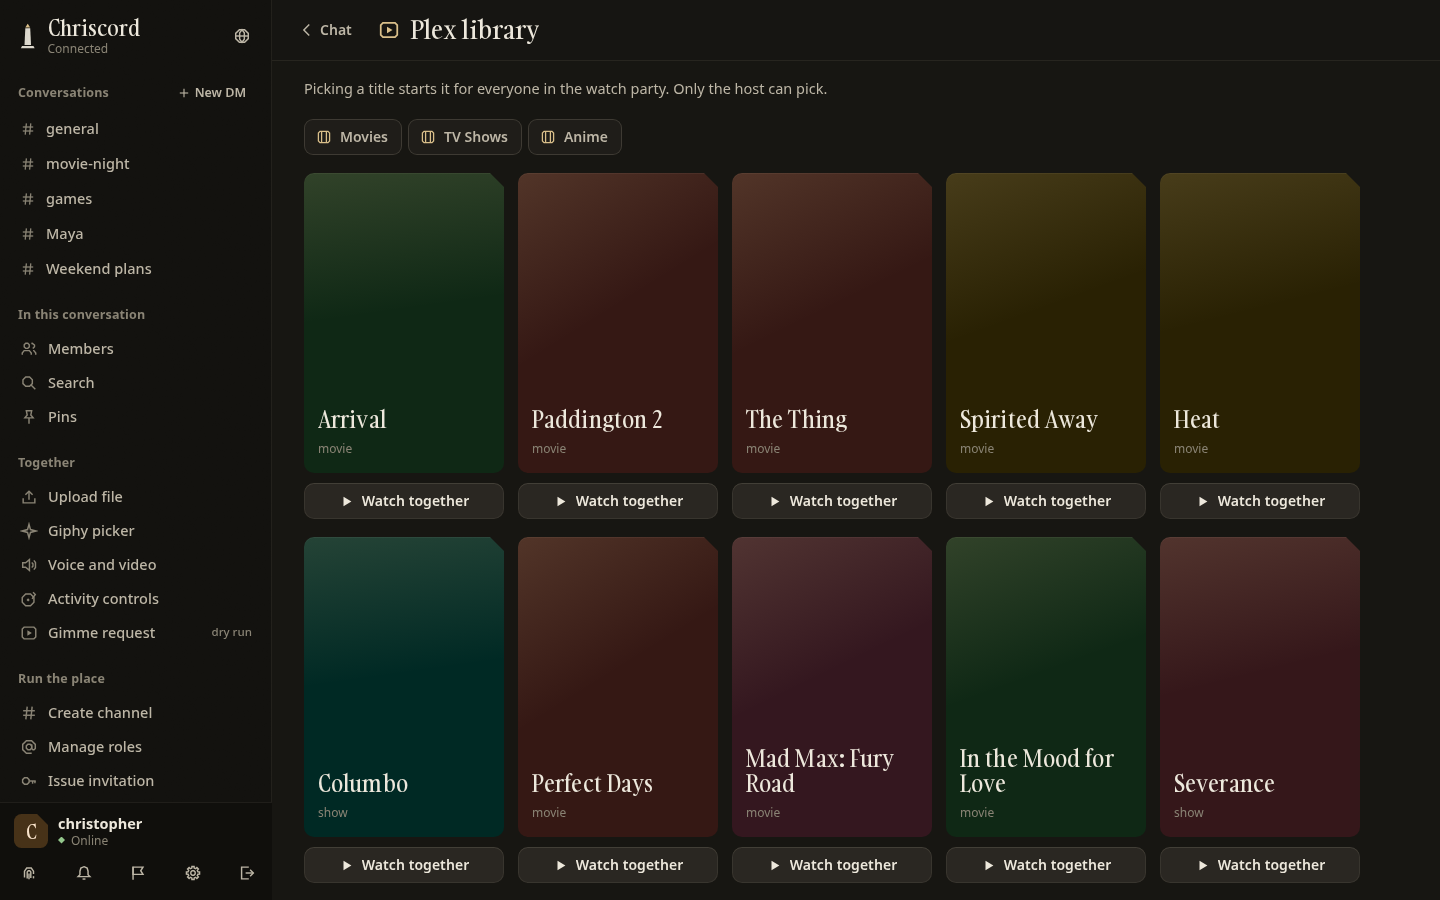 Chriscord
Connected
Conversations
New DM
general
movie-night
games
Maya
Weekend plans
In this conversation
Members
Search
Pins
Together
Upload file
Giphy picker
Voice and video
Activity controls
Gimme request
dry run
Run the place
Create channel
Manage roles
Issue invitation
C
christopher
Online
Chat
Plex library
Picking a title starts it for everyone in the watch party. Only the host can pick.
Movies
TV Shows
Anime
Arrival
movie
Paddington 2
movie
The Thing
movie
Spirited Away
movie
Heat
movie
Watch together
Watch together
Watch together
Watch together
Watch together
Columbo
show
Perfect Days
movie
Mad Max: Fury
Road
movie
In the Mood for
Love
movie
Severance
show
Watch together
Watch together
Watch together
Watch together
Watch together